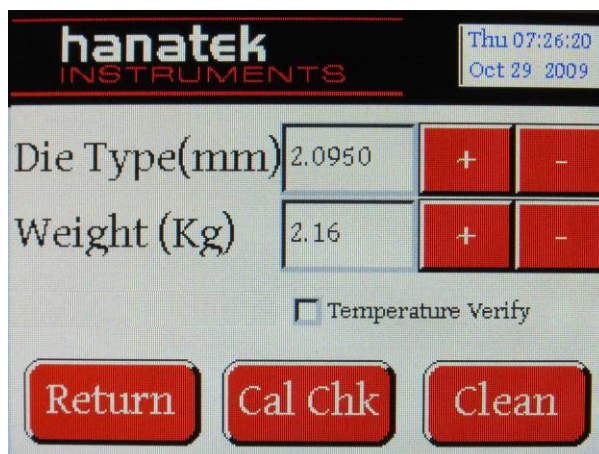 hanatek
INSTRUMENTS
Thu 07:26:20
Oct 29 2009
Die Type(mm) 2.0950 + -
Weight (Kg) 2.16 + -
Temperature Verify
Return Cal Chk Clean